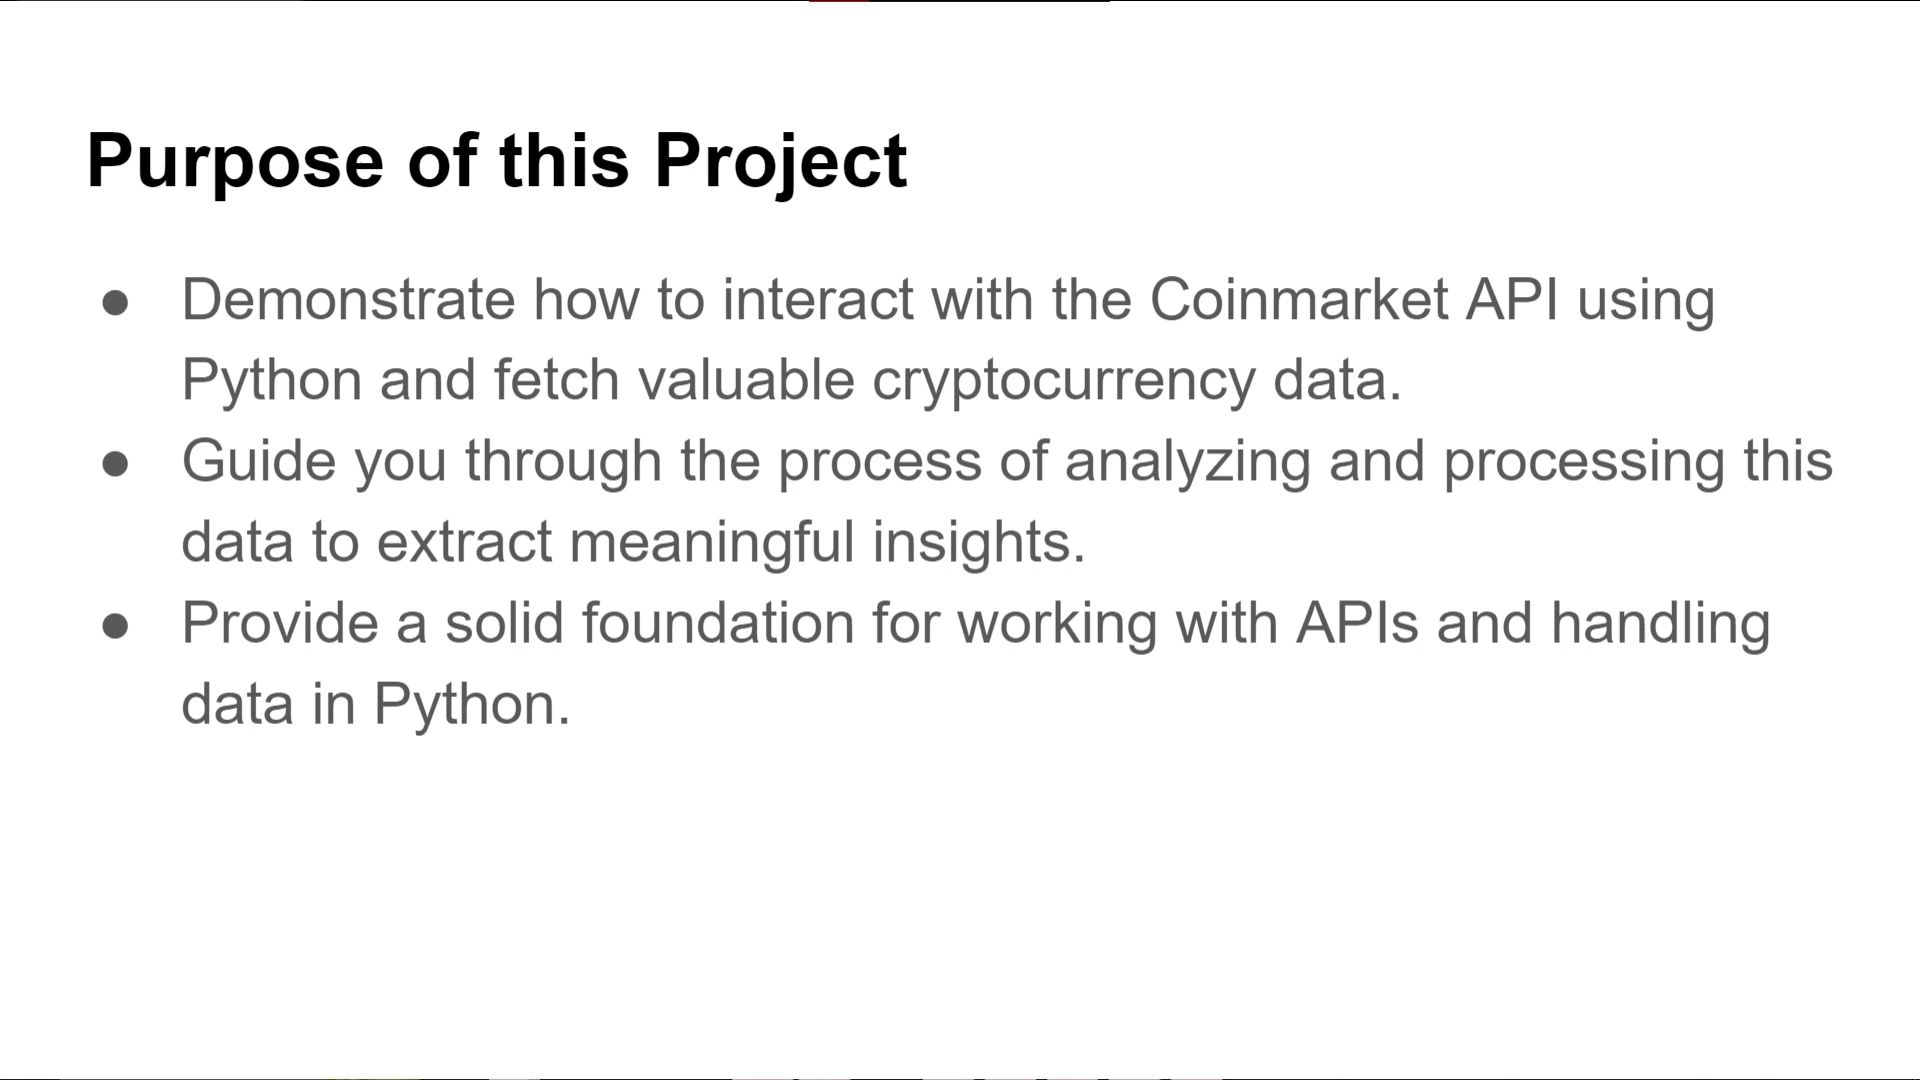 Purpose of this Project
● Demonstrate how to interact with the Coinmarket API using
Python and fetch valuable cryptocurrency data.
● Guide you through the process of analyzing and processing this
data to extract meaningful insights.
● Provide a solid foundation for working with APIs and handling
data in Python.